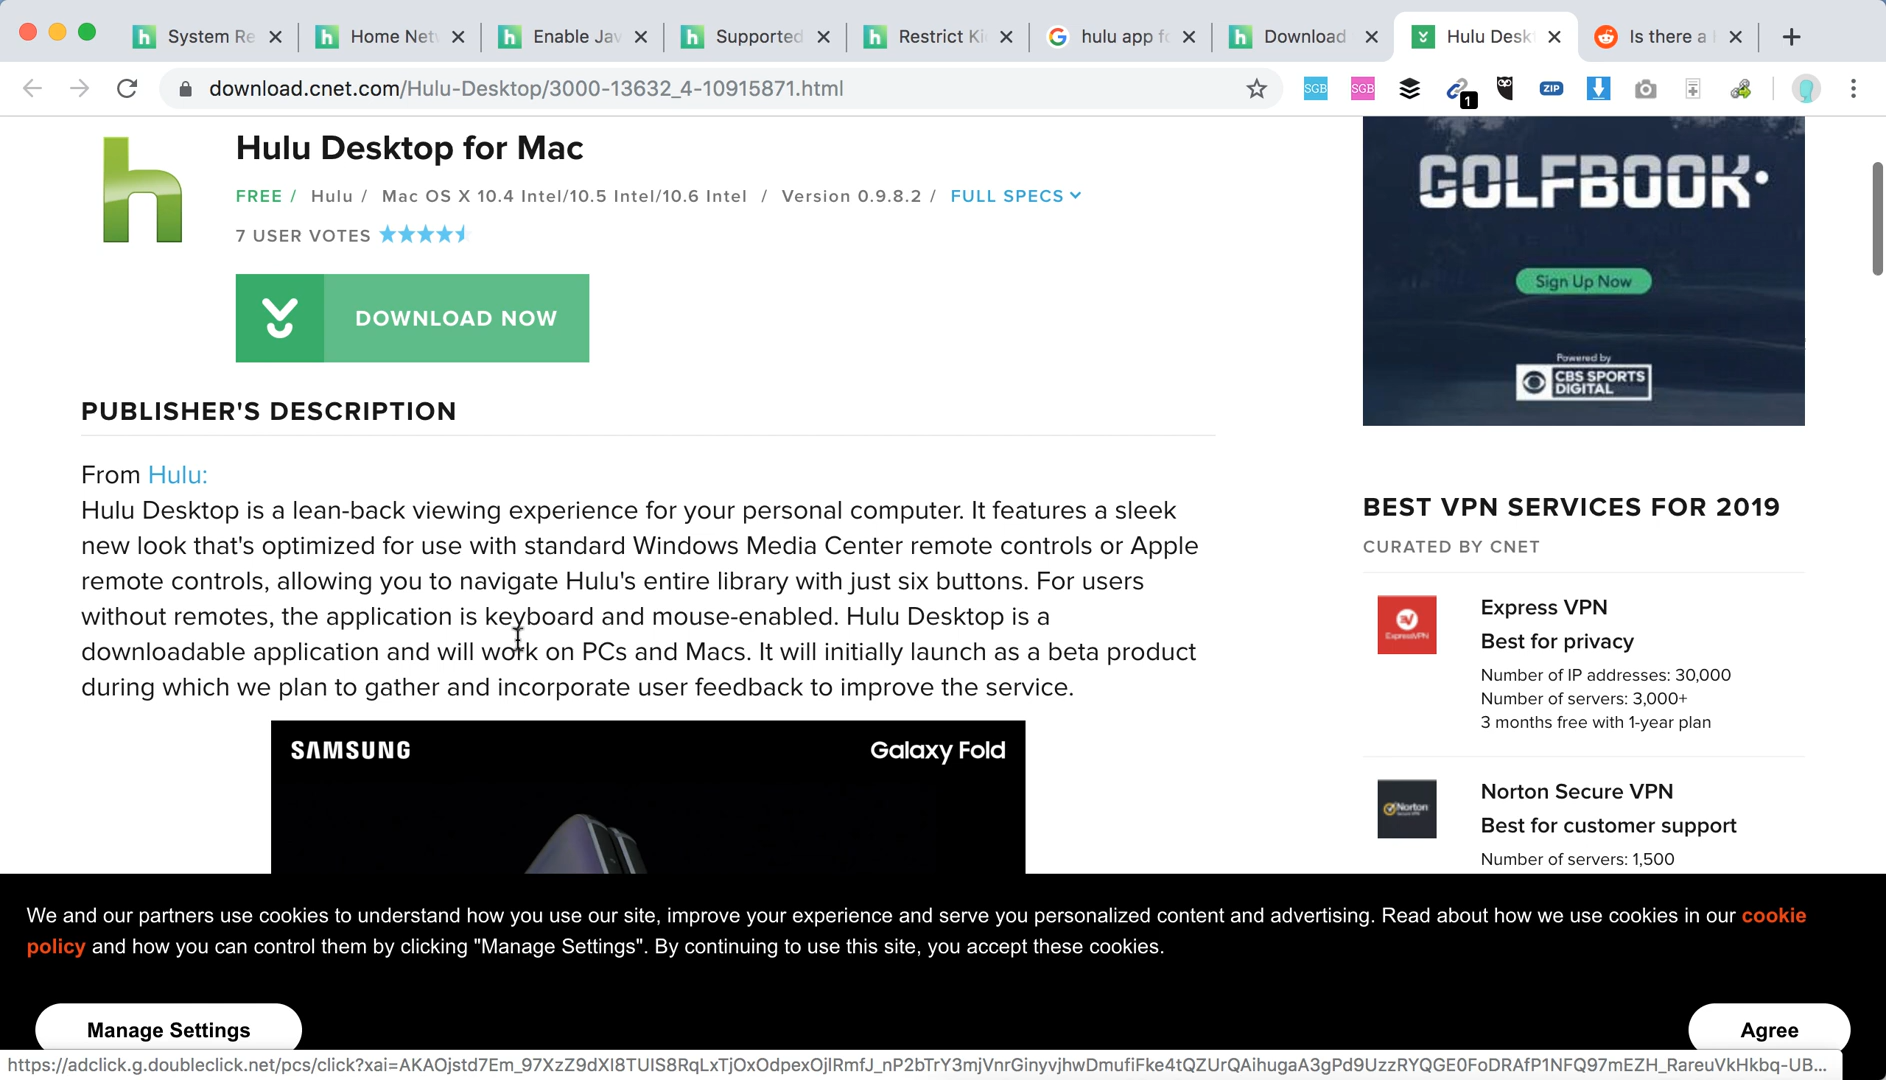 System Re
Home Net
Enable Jav
Supported
Restrict Ki
hulu app fo
Download
Hulu Desk
Is there a
download.cnet.com/Hulu-Desktop/3000-13632_4-10915871.html
SGB
SGB
1
ZIP
Hulu Desktop for Mac
FREE / Hulu / Mac OS X 10.4 Intel/10.5 Intel/10.6 Intel / Version 0.9.8.2 / FULL SPECS
7 USER VOTES
DOWNLOAD NOW
PUBLISHER'S DESCRIPTION
From Hulu:
Hulu Desktop is a lean-back viewing experience for your personal computer. It features a sleek
new look that's optimized for use with standard Windows Media Center remote controls or Apple
remote controls, allowing you to navigate Hulu's entire library with just six buttons. For users
without remotes, the application is keyboard and mouse-enabled. Hulu Desktop is a
downloadable application and will work on PCs and Macs. It will initially launch as a beta product
during which we plan to gather and incorporate user feedback to improve the service.
SAMSUNG
Galaxy Fold
GOLFBOOK
Sign Up Now
Powered by
CBS SPORTS
DIGITAL
BEST VPN SERVICES FOR 2019
CURATED BY CNET
ExpressVPN
Express VPN
Best for privacy
Number of IP addresses: 30,000
Number of servers: 3,000+
3 months free with 1-year plan
Norton
Norton Secure VPN
Best for customer support
Number of servers: 1,500
We and our partners use cookies to understand how you use our site, improve your experience and serve you personalized content and advertising. Read about how we use cookies in our cookie
policy and how you can control them by clicking "Manage Settings". By continuing to use this site, you accept these cookies.
Manage Settings
Agree